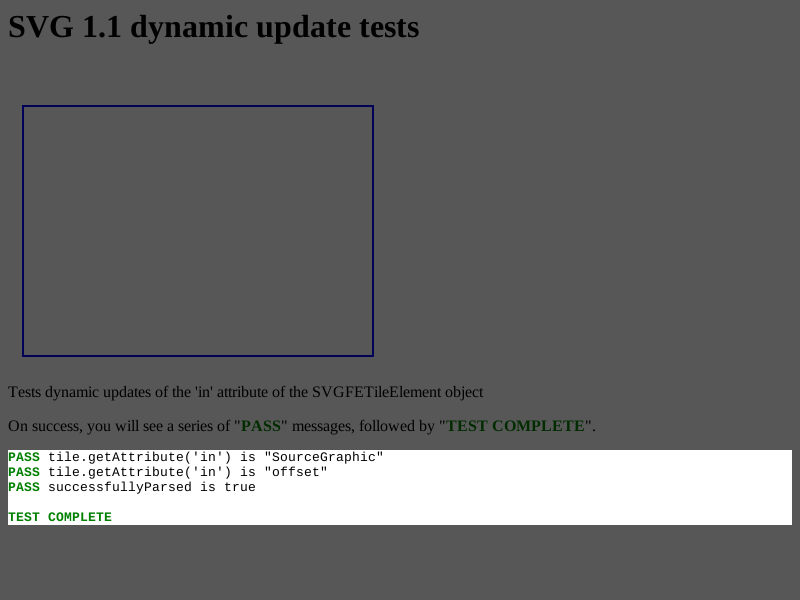 SVG 1.1 dynamic update tests
Tests dynamic updates of the 'in' attribute of the SVGFETileElement object
On success, you will see a series of "PASS" messages, followed by "TEST COMPLETE".
PASS tile.getAttribute('in') is "SourceGraphic"
PASS tile.getAttribute('in') is "offset"
PASS successfullyParsed is true
TEST COMPLETE